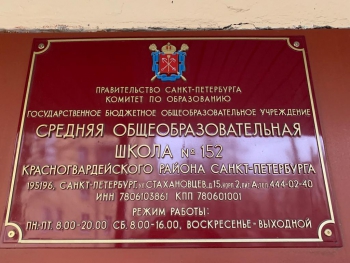 ПРАВИТЕЛЬСТВО САНКТ-ПЕТЕРБУРГА
КОМИТЕТ ПО ОБРАЗОВАНИЮ
ГОСУДАРСТВЕННОЕ БЮДЖЕТНОЕ ОБЩЕОБРАЗОВАТЕЛЬНОЕ УЧРЕЖДЕНИЕ
СРЕДНЯЯ ОБЩЕОБРАЗОВАТЕЛЬНАЯ
ШКОЛА № 152
КРАСНОГВАРДЕЙСКОГО РАЙОНА САНКТ-ПЕТЕРБУРГА
195196, САНКТ-ПЕТЕРБУРГ, УЛ. СТАХАНОВЦЕВ, Д.15, КОРП. 2, ЛИТ А, ТЕЛ 444-02-40
ИНН 7806103861 КПП 780601001
РЕЖИМ РАБОТЫ:
ПН-ПТ 8.00-20.00 СБ. 8.00-16.00, ВОСКРЕСЕНЬЕ - ВЫХОДНОЙ